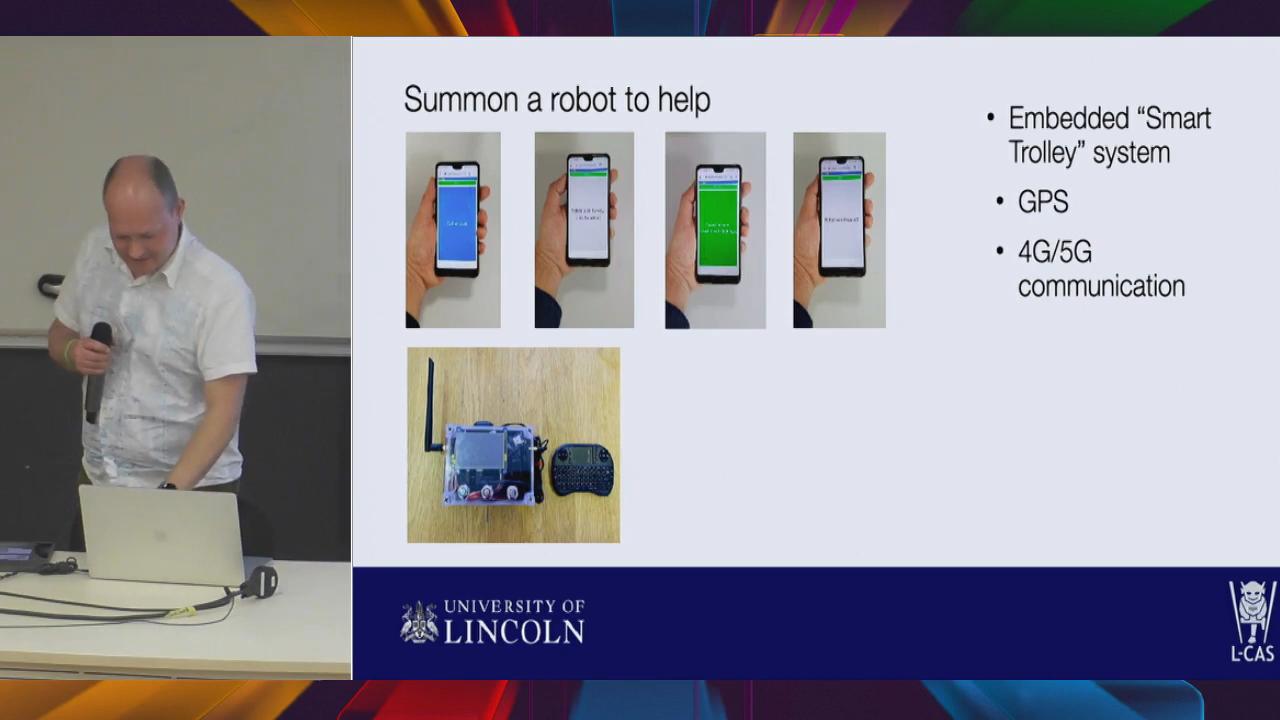 Summon a robot to help
• Embedded “Smart
Trolley” system
• GPS
• 4G/5G
communication
UNIVERSITY OF
LINCOLN
L-CAS